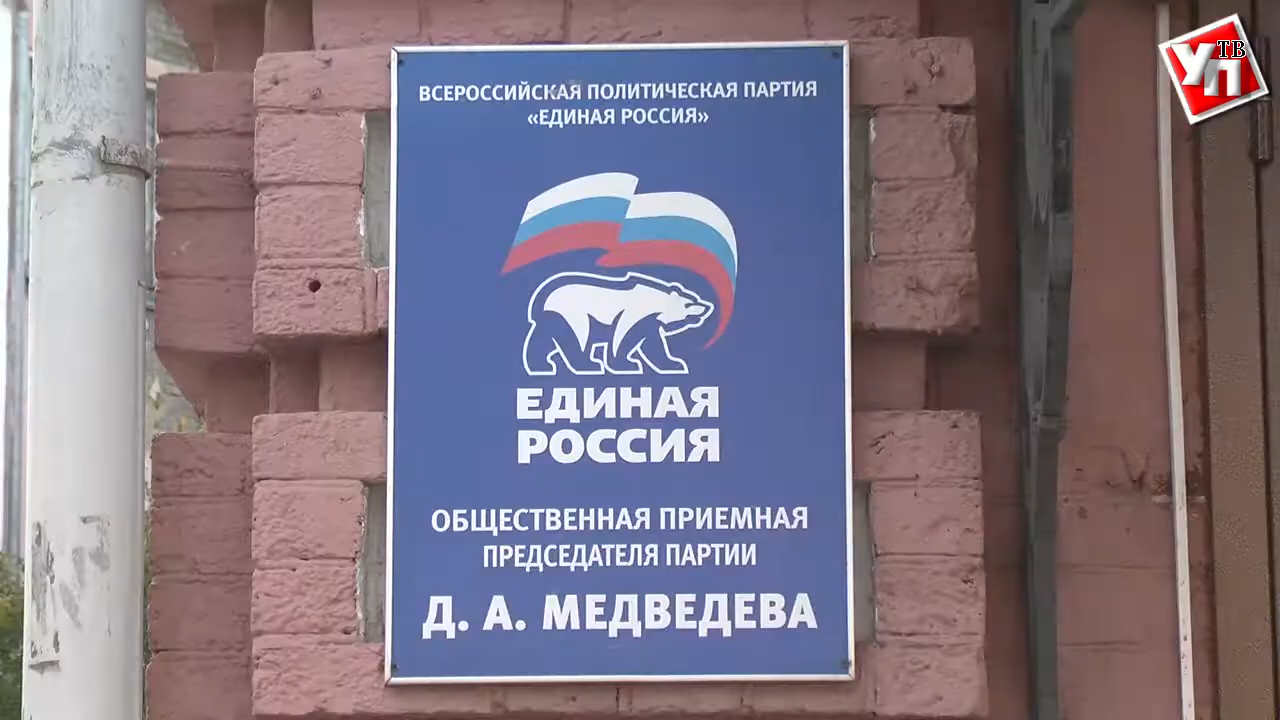 ВСЕРОССИЙСКАЯ ПОЛИТИЧЕСКАЯ ПАРТИЯ
«ЕДИНАЯ РОССИЯ»
ЕДИНАЯ
РОССИЯ
ОБЩЕСТВЕННАЯ ПРИЕМНАЯ
ПРЕДСЕДАТЕЛЯ ПАРТИИ
Д. А. МЕДВЕДЕВА
УП ТВ